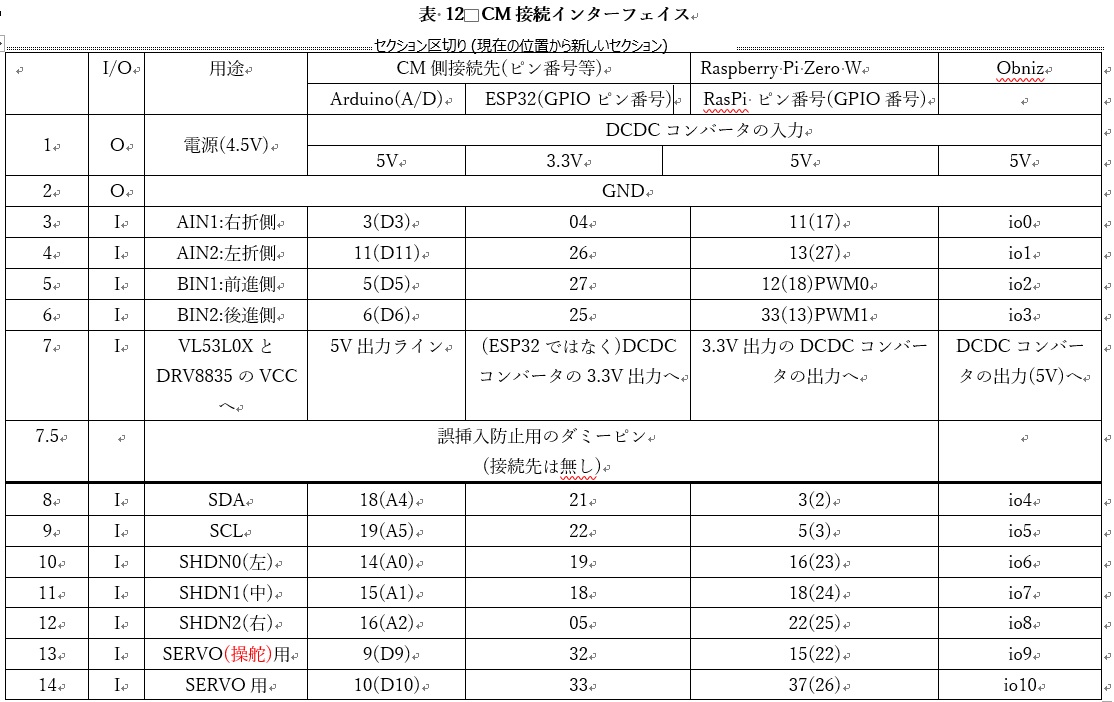 表 12 CM 接続インターフェイス
セクション区切り (現在の位置から新しいセクション)
I/O 用途 CM 側接続先(ピン番号等) Raspberry Pi Zero W Obniz
Arduino(A/D) ESP32(GPIO ピン番号) RasPi ピン番号(GPIO 番号)
1 O 電源(4.5V) DCDC コンバータの入力
5V 3.3V 5V 5V
2 O GND
3 I AIN1:右折側 3(D3) 04 11(17) io0
4 I AIN2:左折側 11(D11) 26 13(27) io1
5 I BIN1:前進側 5(D5) 27 12(18)PWM0 io2
6 I BIN2:後進側 6(D6) 25 33(13)PWM1 io3
7 I VL53L0X と 5V 出力ライン (ESP32 ではなく)DCDC 3.3V 出力の DCDC コンバー DCDC コンバー
DRV8835 の VCC コンバータの 3.3V 出力へ タの出力へ タの出力(5V)へ
へ
7.5 誤挿入防止用のダミーピン
(接続先は無し)
8 I SDA 18(A4) 21 3(2) io4
9 I SCL 19(A5) 22 5(3) io5
10 I SHDN0(左) 14(A0) 19 16(23) io6
11 I SHDN1(中) 15(A1) 18 18(24) io7
12 I SHDN2(右) 16(A2) 05 22(25) io8
13 I SERVO(操舵)用 9(D9) 32 15(22) io9
14 I SERVO 用 10(D10) 33 37(26) io10